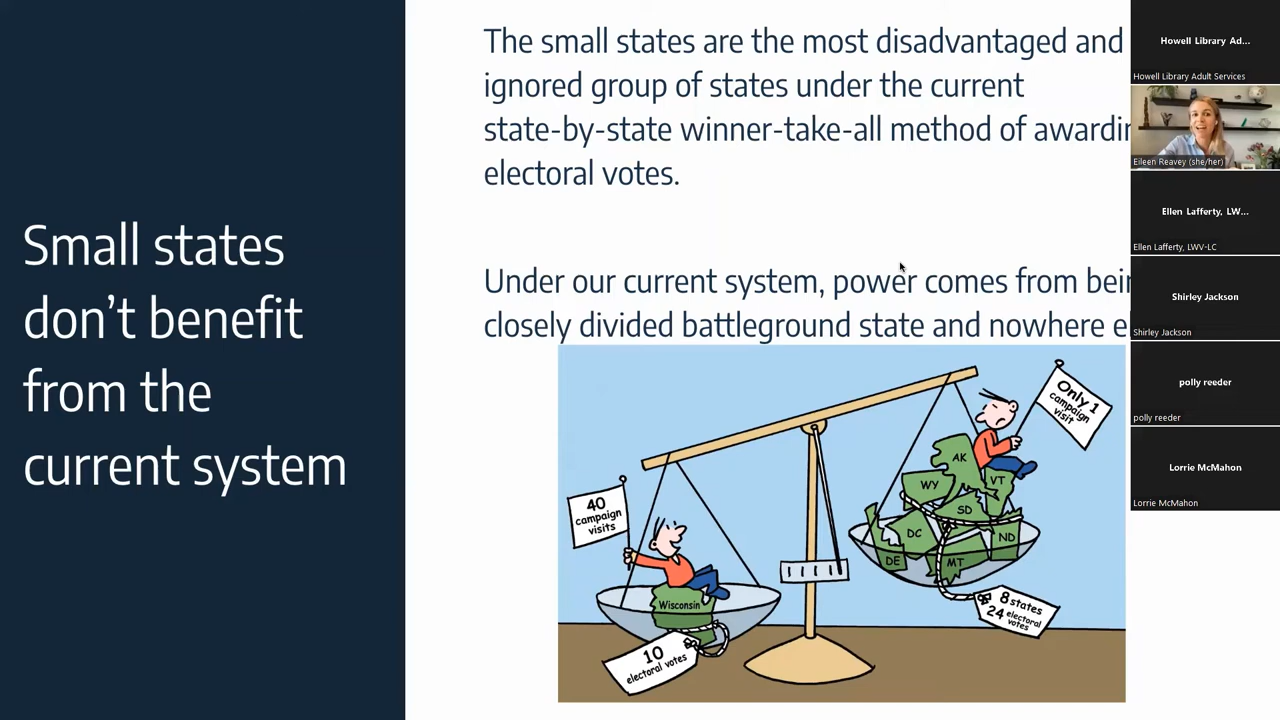 Small states
don’t benefit
from the
current system
The small states are the most disadvantaged and
ignored group of states under the current
state-by-state winner-take-all method of awardin
electoral votes.
Under our current system, power comes from bein
closely divided battleground state and nowhere e
40
campaign
visits
Wisconsin
10
electoral votes
Only 1
campaign
visit
AK
WY
VT
SD
DC
ND
DE
MT
8 states
24 electoral
votes
Howell Library Ad...
Howell Library Adult Services
Eileen Reavey (she/her)
Ellen Lafferty, LW...
Ellen Lafferty, LWV-LC
Shirley Jackson
Shirley Jackson
polly reeder
polly reeder
Lorrie McMahon
Lorrie McMahon